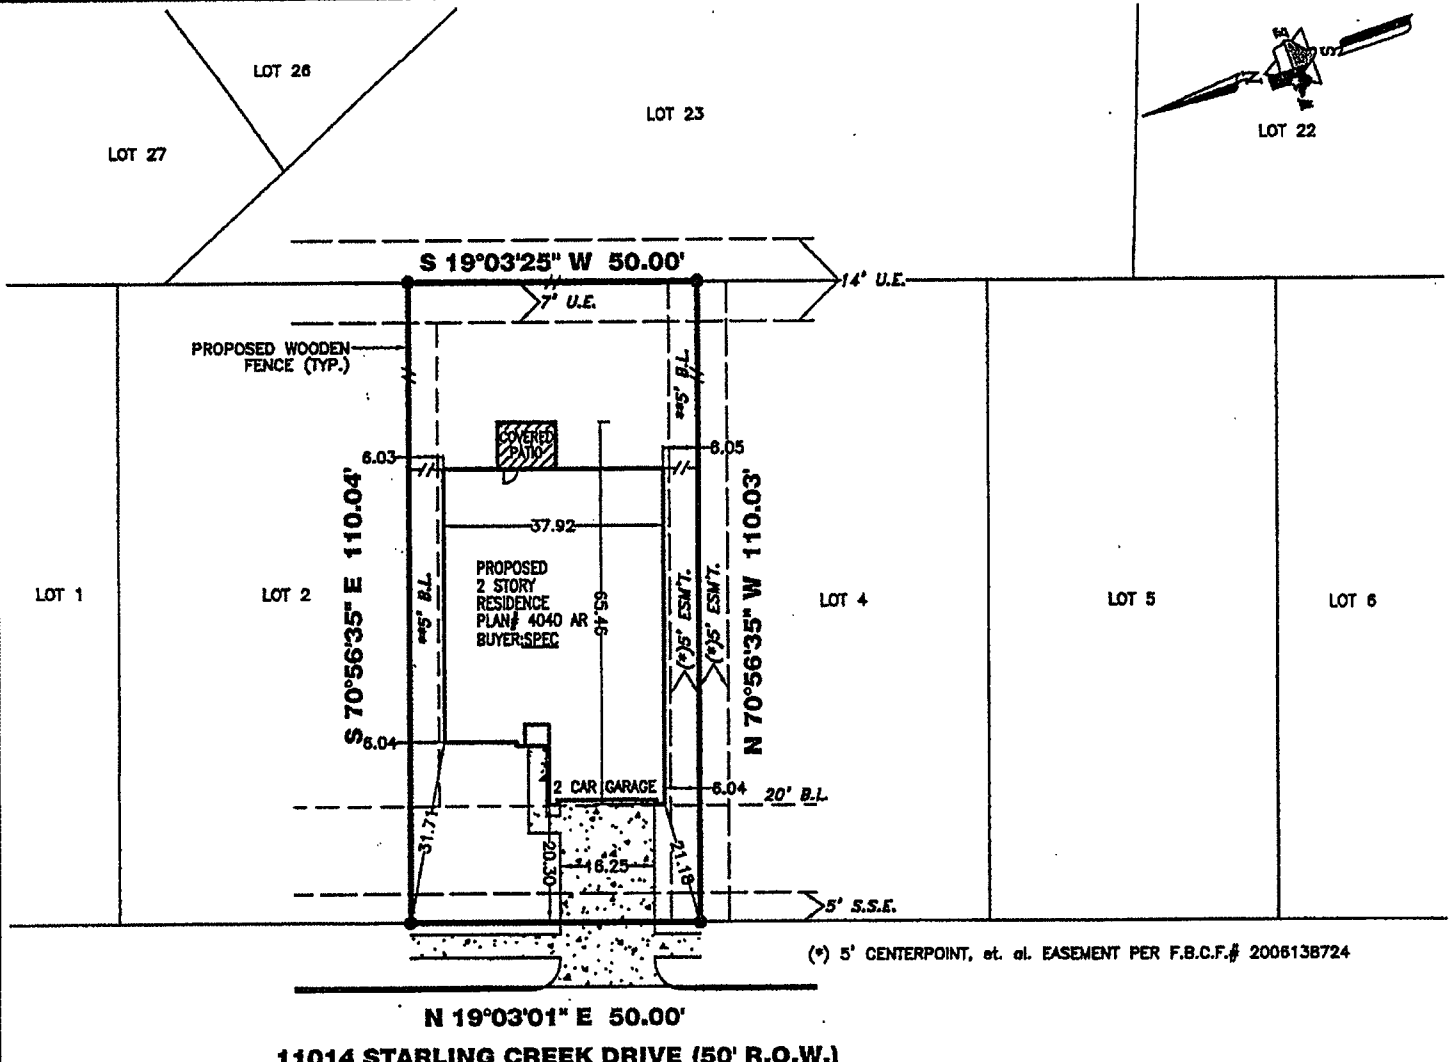 LOT 26
LOT 23
LOT 27
LOT 22
E
S
N
W
S 19°03'25" W 50.00'
7' U.E.
14' U.E.
PROPOSED WOODEN
FENCE (TYP.)
**5' B.L.
COVERED
PATIO
6.03
6.05
S 70°56'35" E 110.04'
37.92
N 70°56'35" W 110.03'
PROPOSED
2 STORY
RESIDENCE
PLAN# 4040 AR
BUYER:SPEC
65.46
**5' B.L.
(*)5' ESM'T.
(*)5' ESM'T.
LOT 1
LOT 2
LOT 4
LOT 5
LOT 6
6.04
2 CAR GARAGE
6.04
20' B.L.
31.71
20.30
16.25
21.18
5' S.S.E.
(*) 5' CENTERPOINT, et. al. EASEMENT PER F.B.C.F.# 2006138724
N 19°03'01" E 50.00'
11014 STARLING CREEK DRIVE (50' R.O.W.)